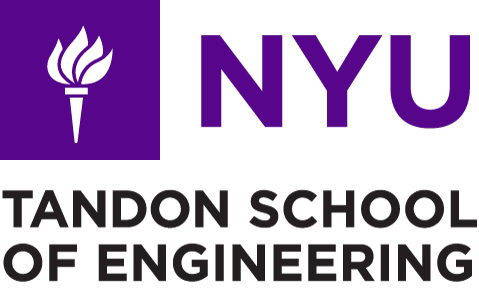 NYU
TANDON SCHOOL
OF ENGINEERING